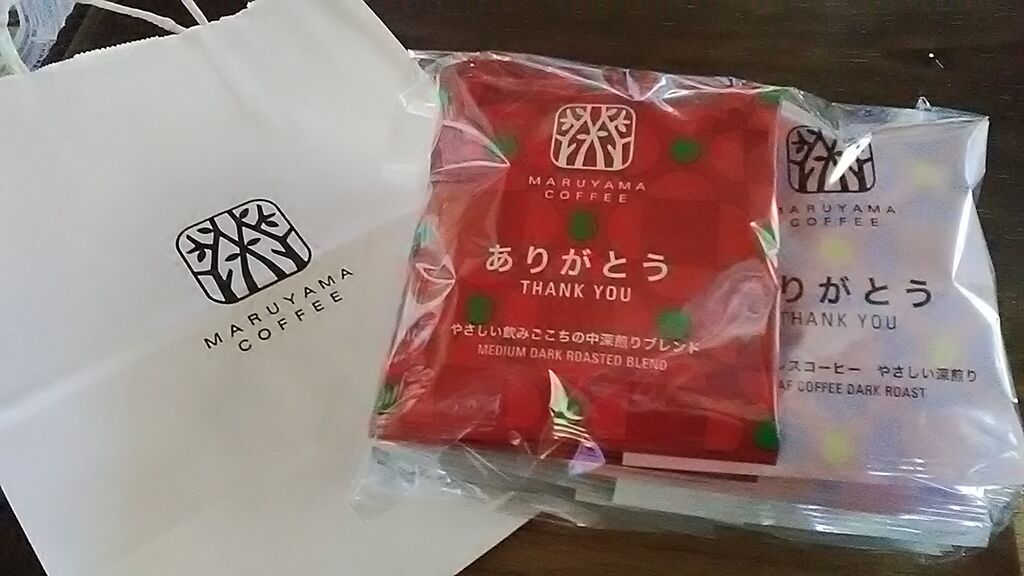 MARUYAMA
COFFEE
MARUYAMA
COFFEE
ありがとう
THANK YOU
やさしい飲みごこちの中深煎りブレンド
MEDIUM DARK ROASTED BLEND
MARUYAMA
COFFEE
りがとう
THANK YOU
スコーヒー やさしい深煎り
AF COFFEE DARK ROAST